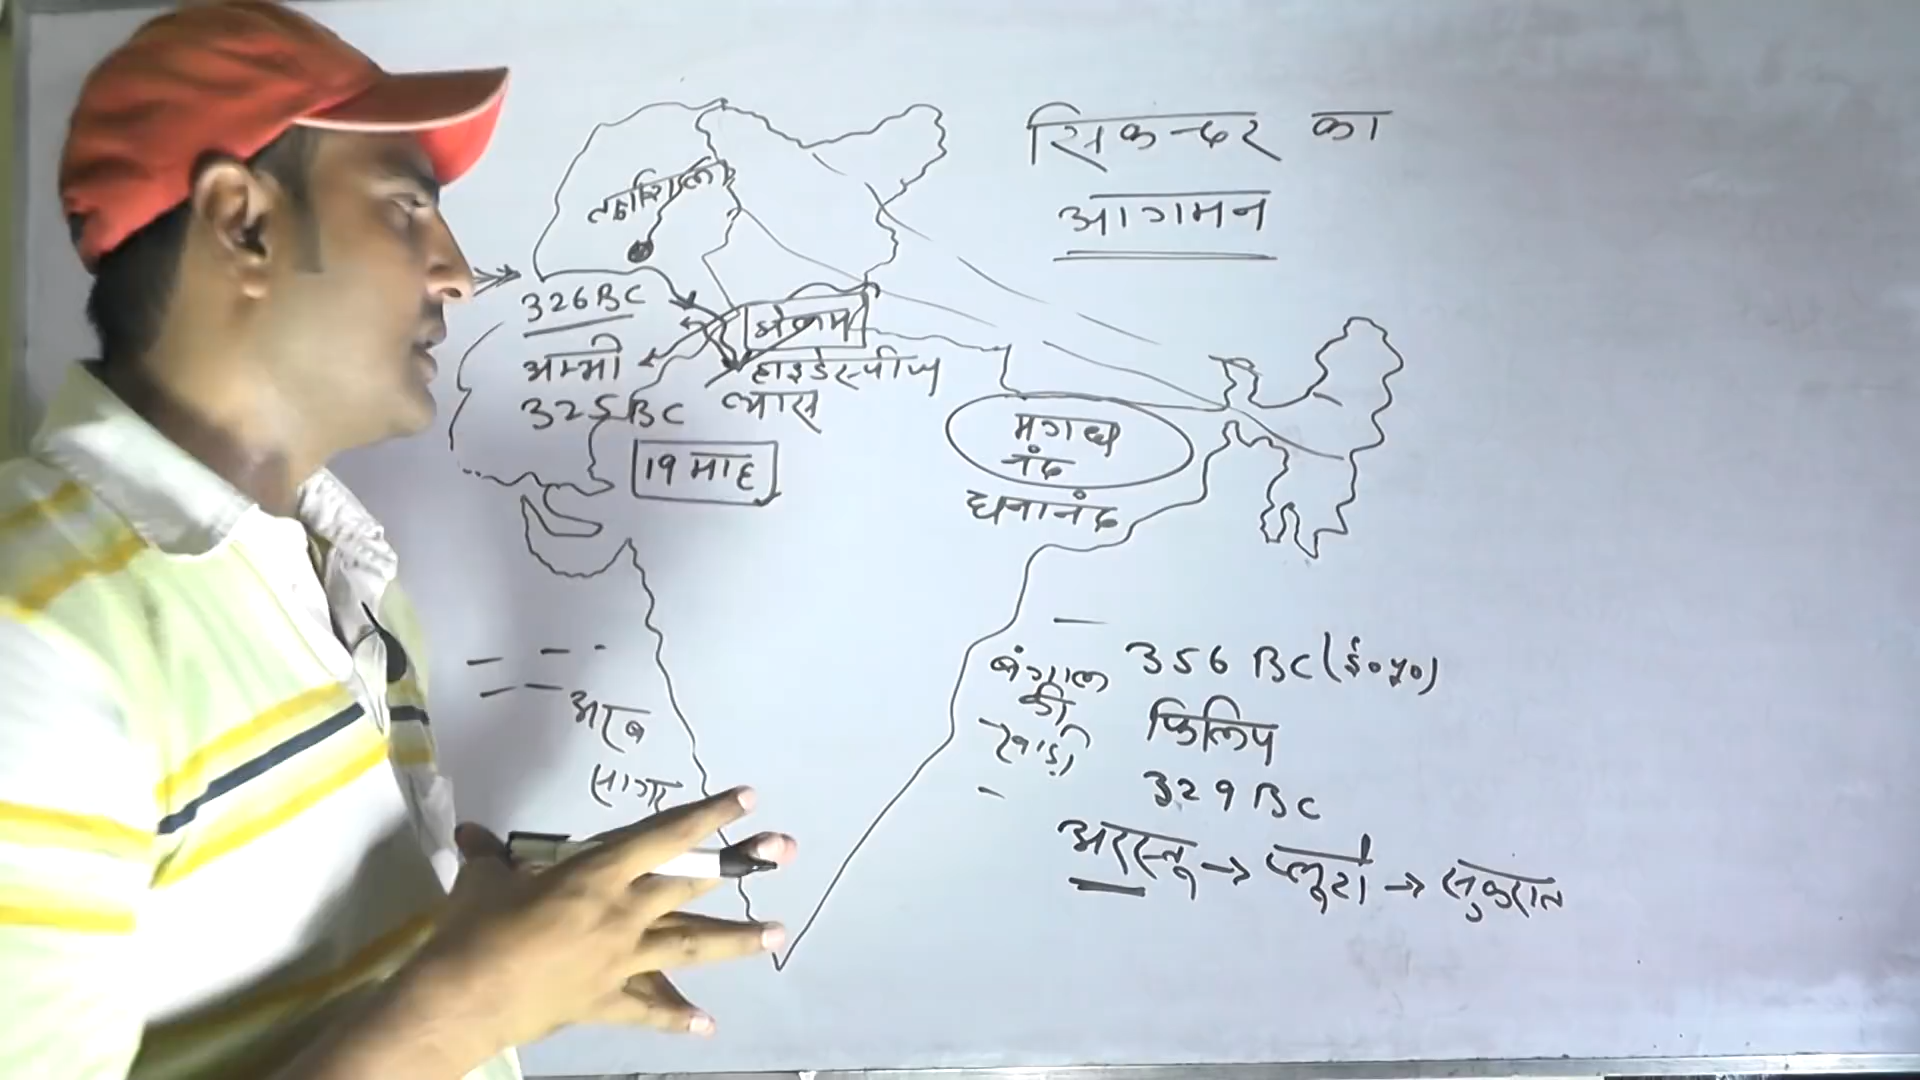 सिकन्दर का
आगमन
तक्षशिला
326 BC
झेलम
आम्भी
हाइडेस्पीज
325 BC
व्यास
19 माह
मगध
नंद
धनानंद
अरब
सागर
बंगाल
की
खाड़ी
356 BC (ई०पू०)
फिलिप
329 BC
अरस्तू → प्लूटो → सुकरात